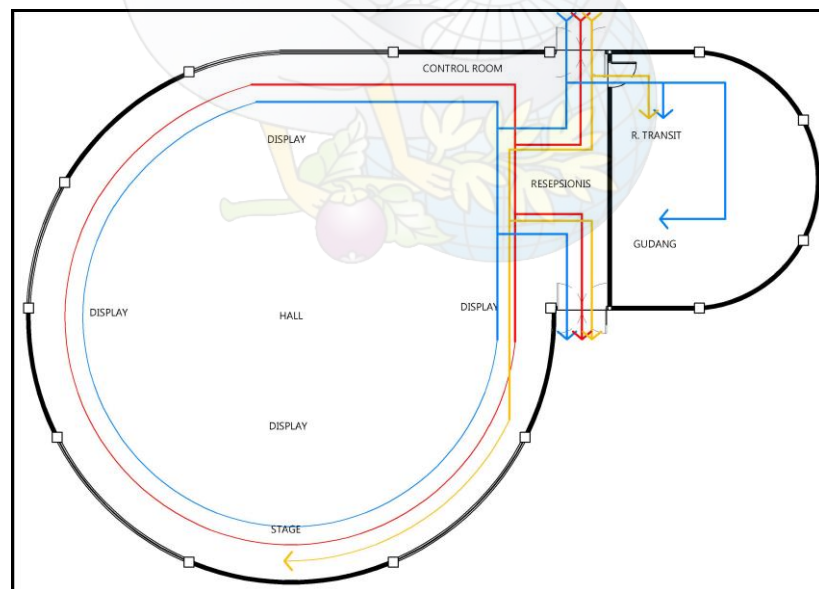 CONTROL ROOM
DISPLAY
R. TRANSIT
RESEPSIONIS
GUDANG
DISPLAY
HALL
DISPLAY
DISPLAY
STAGE